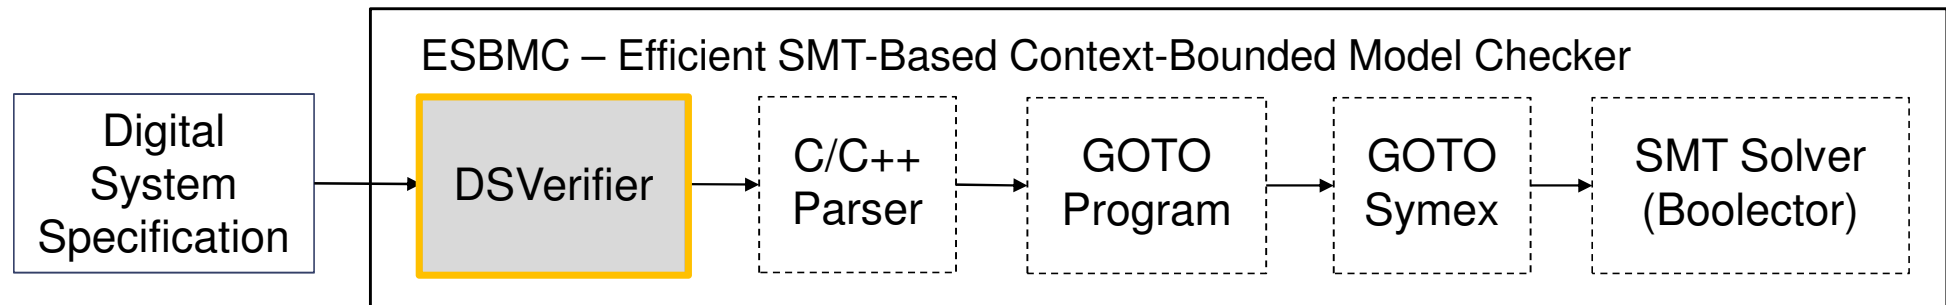 ESBMC – Efficient SMT-Based Context-Bounded Model Checker
Digital
System
Specification
DSVerifier
C/C++
Parser
GOTO
Program
GOTO
Symex
SMT Solver
(Boolector)